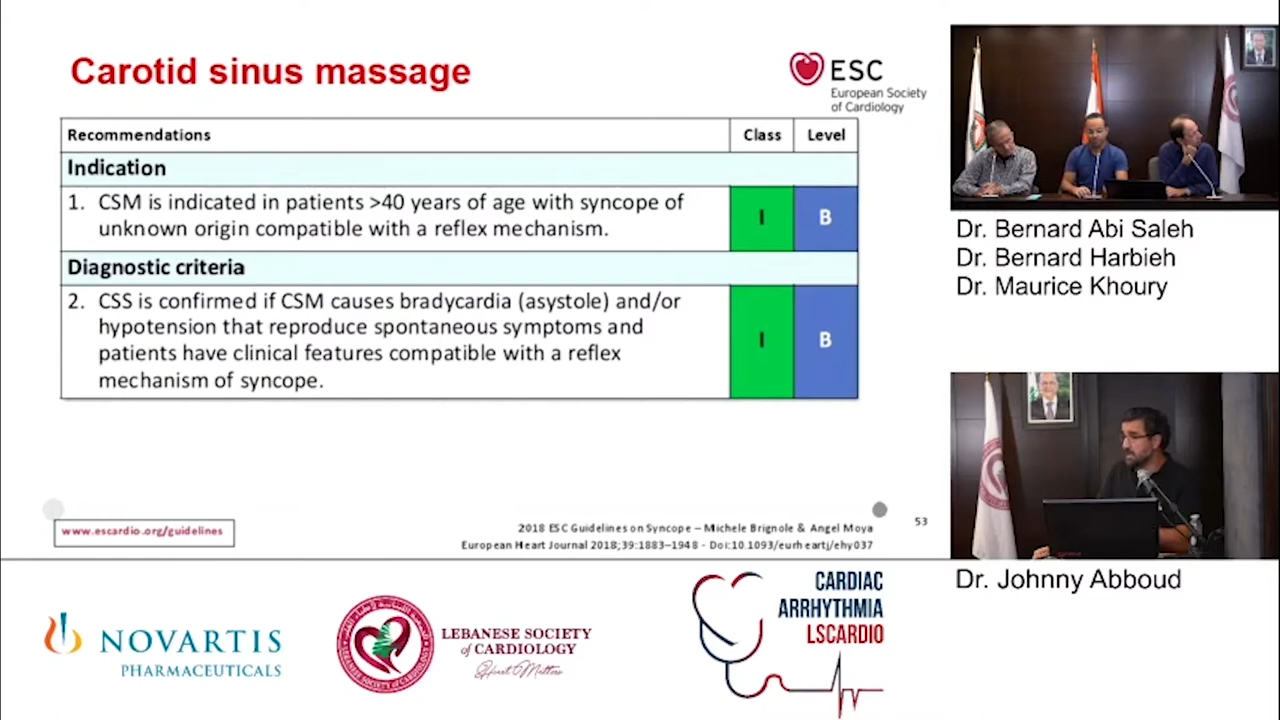 Carotid sinus massage
ESC
European Society
of Cardiology
Recommendations Class Level
Indication
1. CSM is indicated in patients >40 years of age with syncope of
unknown origin compatible with a reflex mechanism.
I B
Diagnostic criteria
2. CSS is confirmed if CSM causes bradycardia (asystole) and/or
hypotension that reproduce spontaneous symptoms and
patients have clinical features compatible with a reflex
mechanism of syncope.
I B
www.escardio.org/guidelines
2018 ESC Guidelines on Syncope – Michele Brignole & Angel Moya
European Heart Journal 2018;39:1883–1948 - Doi:10.1093/eurheartj/ehy037
53
Dr. Bernard Abi Saleh
Dr. Bernard Harbieh
Dr. Maurice Khoury
Dr. Johnny Abboud
NOVARTIS
PHARMACEUTICALS
LEBANESE SOCIETY
of CARDIOLOGY
Heart Matters
CARDIAC
ARRHYTHMIA
LSCARDIO